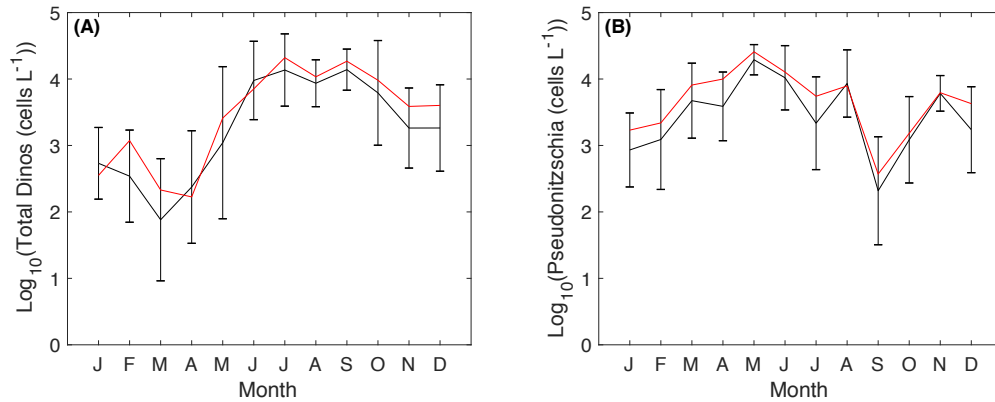 (A)
Log10(Total Dinos (cells L-1))
5
4
3
2
1
0
J F M A M J J A S O N D
Month
(B)
Log10(Pseudonitzschia (cells L-1))
5
4
3
2
1
0
J F M A M J J A S O N D
Month